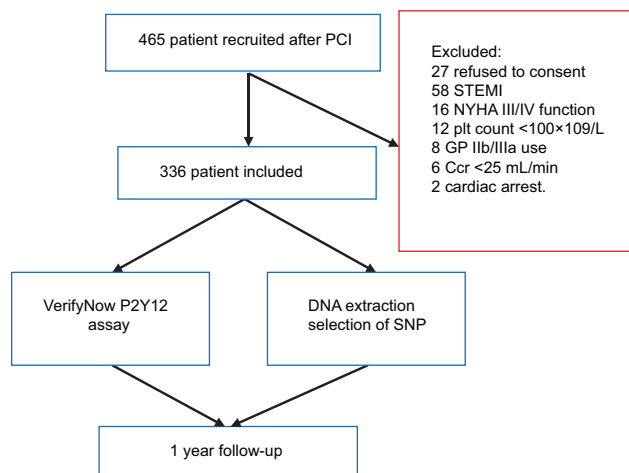 465 patient recruited after PCI
Excluded:
27 refused to consent
58 STEMI
16 NYHA III/IV function
12 plt count <100×109/L
8 GP IIb/IIIa use
6 Ccr <25 mL/min
2 cardiac arrest.
336 patient included
VerifyNow P2Y12
assay
DNA extraction
selection of SNP
1 year follow-up